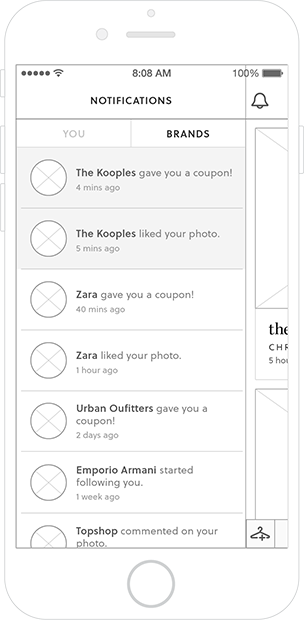 8:08 AM
100%
NOTIFICATIONS
YOU
BRANDS
The Kooples gave you a coupon!
4 mins ago
The Kooples liked your photo.
5 mins ago
Zara gave you a coupon!
40 mins ago
Zara liked your photo.
1 hour ago
Urban Oufitters gave you a
coupon!
2 days ago
Emporio Armani started
following you.
1 week ago
Topshop commented on your
photo.
the
CHR
5 hou